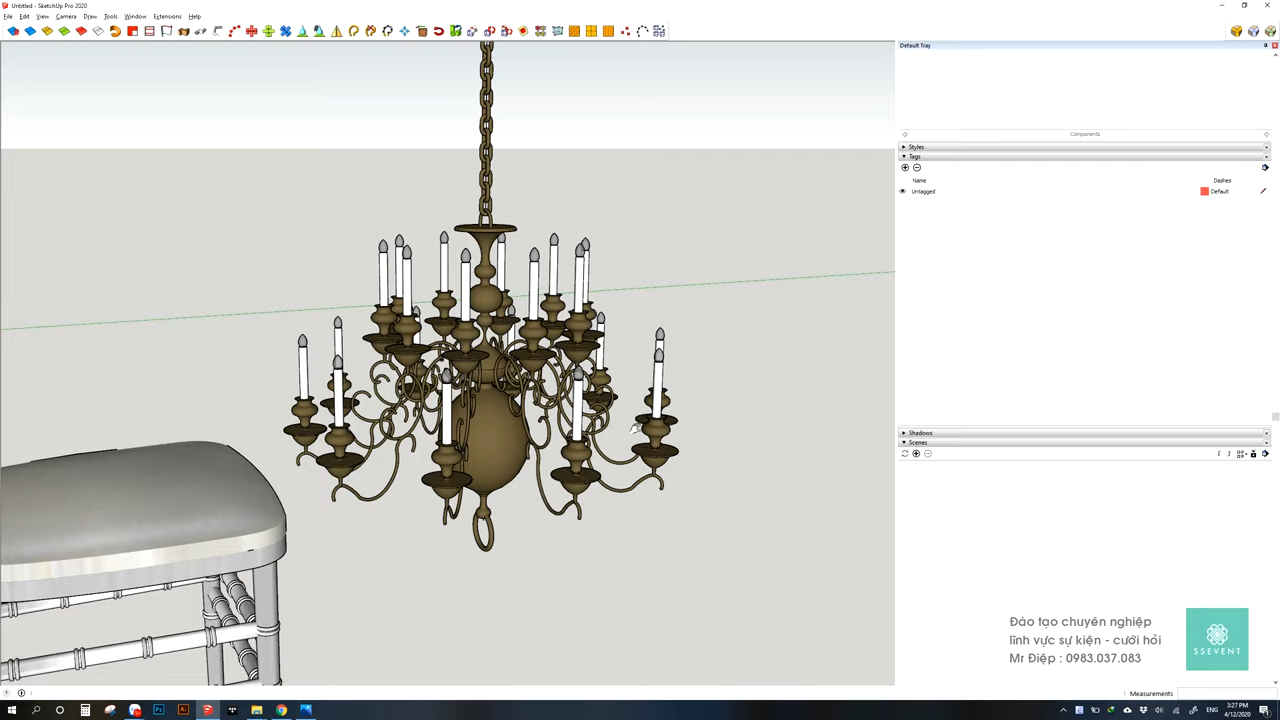 Untitled - SketchUp Pro 2020
File Edit View Camera Draw Tools Window Extensions Help
Default Tray
Components
Styles
Tags
Name Dashes
Untagged Default
Shadows
Scenes
Đào tạo chuyên nghiệp
lĩnh vực sự kiện - cưới hỏi
Mr Điệp : 0983.037.083
SSEVENT
Measurements
ENG
3:27 PM
4/12/2020